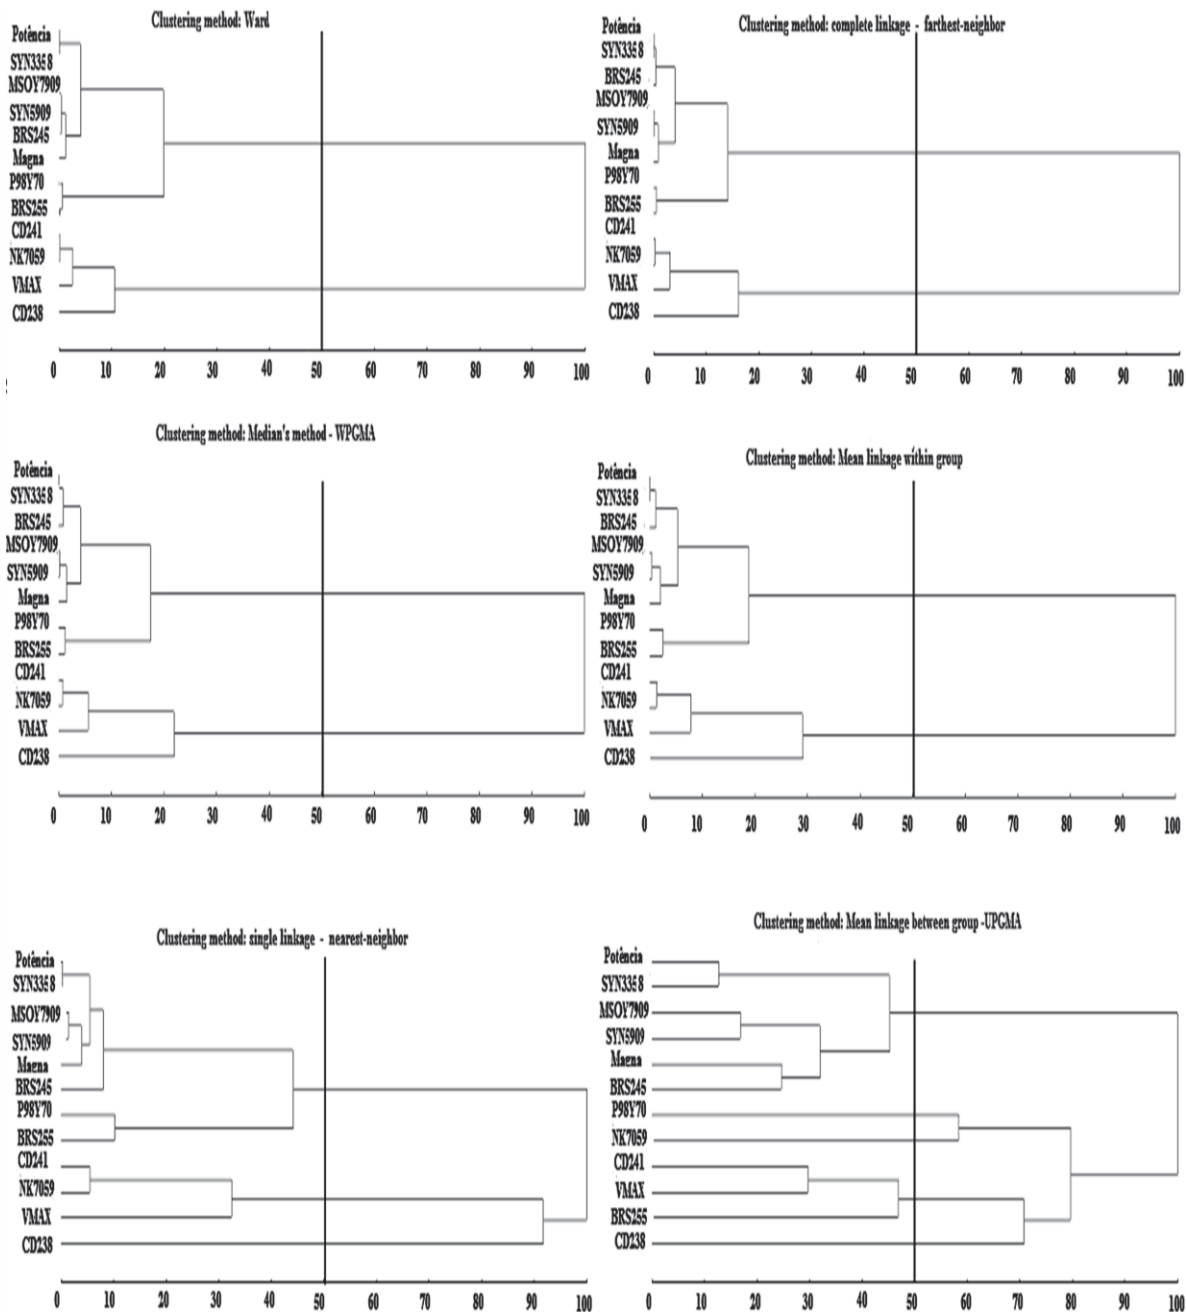 Clustering method: Ward
Potência
SYN3358
MSOY7909
SYN5909
BRS245
Magna
P98Y70
BRS255
CD241
NK7059
VMAX
CD238
0 10 20 30 40 50 60 70 80 90 100
Clustering method: complete linkage - farthest-neighbor
Potência
SYN3358
BRS245
MSOY7909
SYN5909
Magna
P98Y70
BRS255
CD241
NK7059
VMAX
CD238
0 10 20 30 40 50 60 70 80 90 100
Clustering method: Median's method - WPGMA
Potência
SYN3358
BRS245
MSOY7909
SYN5909
Magna
P98Y70
BRS255
CD241
NK7059
VMAX
CD238
0 10 20 30 40 50 60 70 80 90 100
Clustering method: Mean linkage within group
Potência
SYN3358
BRS245
MSOY7909
SYN5909
Magna
P98Y70
BRS255
CD241
NK7059
VMAX
CD238
0 10 20 30 40 50 60 70 80 90 100
Clustering method: single linkage - nearest-neighbor
Potência
SYN3358
MSOY7909
SYN5909
Magna
BRS245
P98Y70
BRS255
CD241
NK7059
VMAX
CD238
0 10 20 30 40 50 60 70 80 90 100
Clustering method: Mean linkage between group -UPGMA
Potência
SYN3358
MSOY7909
SYN5909
Magna
BRS245
P98Y70
NK7059
CD241
VMAX
BRS255
CD238
0 10 20 30 40 50 60 70 80 90 100